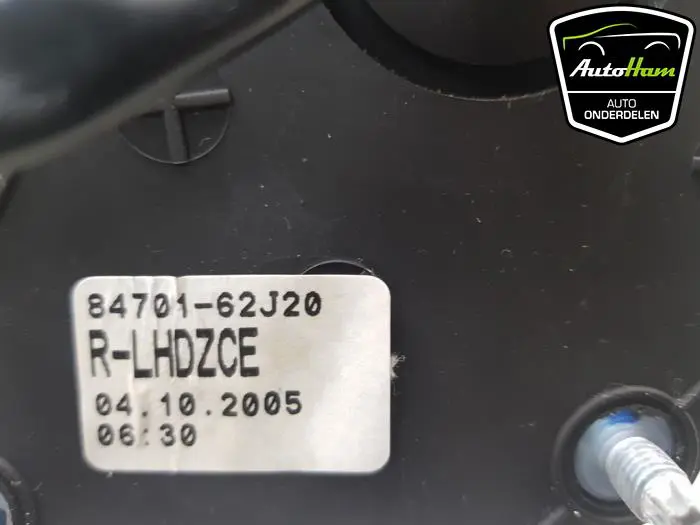 AutoHam
AUTO
ONDERDELEN
84701-62J20
R-LHDZCE
04.10.2005
06:30